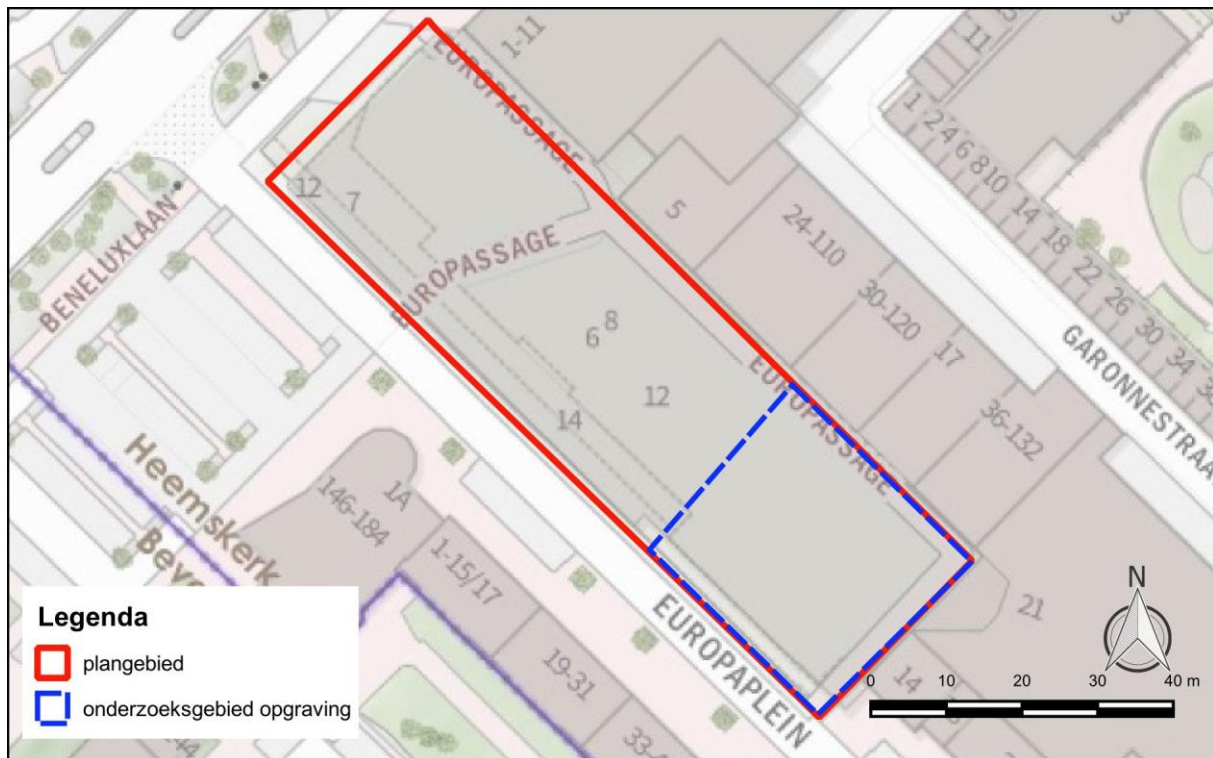 1-11
11
3
EUROPASSAGE
1
2
4
6
8
10
14
18
22
26
30
34
12
7
5
24-110
BENELUXLAAN
EUROPASSAGE
30-120
17
GARONNESTRAA
6
8
12
14
EUROPASSAGE
36-132
Heemskerk
1A
146-184
1-15/17
21
EUROPAPLEIN
14
19-31
N
0 10 20 30 40 m
Legenda
plangebied
onderzoeksgebied opgraving